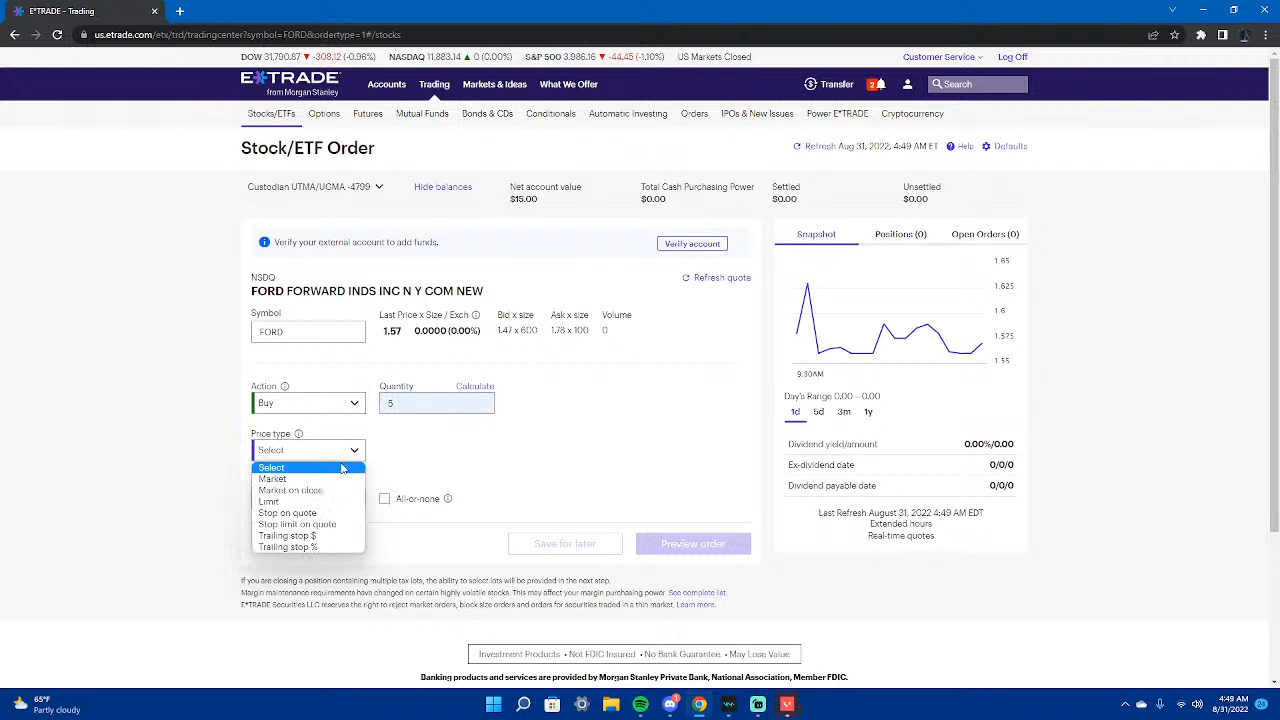 ETRADE - Trading
us.etrade.com/etx/trd/tradingcenter?symbol=FORD&ordertype=1#/stocks
DOW 31,790.87 ▼ -308.12 (-0.96%) NASDAQ 11,883.14 ▲ 0 (0.00%) S&P 500 3,986.16 ▼ -44.45 (-1.10%) US Markets Closed Customer Service Log Off
E*TRADE
from Morgan Stanley
Accounts Trading Markets & Ideas What We Offer Transfer 2 Search
Stocks/ETFs Options Futures Mutual Funds Bonds & CDs Conditionals Automatic Investing Orders IPOs & New Issues Power E*TRADE Cryptocurrency
Stock/ETF Order
Refresh Aug 31, 2022, 4:49 AM ET Help Defaults
Custodian UTMA/UGMA -4799 Hide balances Net account value Total Cash Purchasing Power Settled Unsettled
$15.00 $0.00 $0.00 $0.00
Verify your external account to add funds. Verify account
NSDQ Refresh quote
FORD FORWARD INDS INC N Y COM NEW
Symbol Last Price x Size / Exch Bid x size Ask x size Volume
FORD 1.57 0.0000 (0.00%) 1.47 x 600 1.78 x 100 0
Action Quantity Calculate
Buy 5
Price type
Select
Select
Market
Market on close
Limit
Stop on quote
Stop limit on quote
Trailing stop $
Trailing stop %
All-or-none
Save for later Preview order
Snapshot Positions (0) Open Orders (0)
1.65
1.625
1.6
1.575
1.55
9:30AM
Day's Range 0.00 – 0.00
1d 5d 3m 1y
Dividend yield/amount 0.00%/0.00
Ex-dividend date 0/0/0
Dividend payable date 0/0/0
Last Refresh August 31, 2022 4:49 AM EDT
Extended hours
Real-time quotes
If you are closing a position containing multiple tax lots, the ability to select lots will be provided in the next step.
Margin maintenance requirements have changed on certain highly volatile stocks. This may affect your margin purchasing power. See complete list.
E*TRADE Securities LLC reserves the right to reject market orders, block size orders and orders for securities traded in a thin market. Learn more.
Investment Products • Not FDIC Insured • No Bank Guarantee • May Lose Value
Banking products and services are provided by Morgan Stanley Private Bank, National Association, Member FDIC.
65°F
Partly cloudy
1
4:49 AM
8/31/2022
24